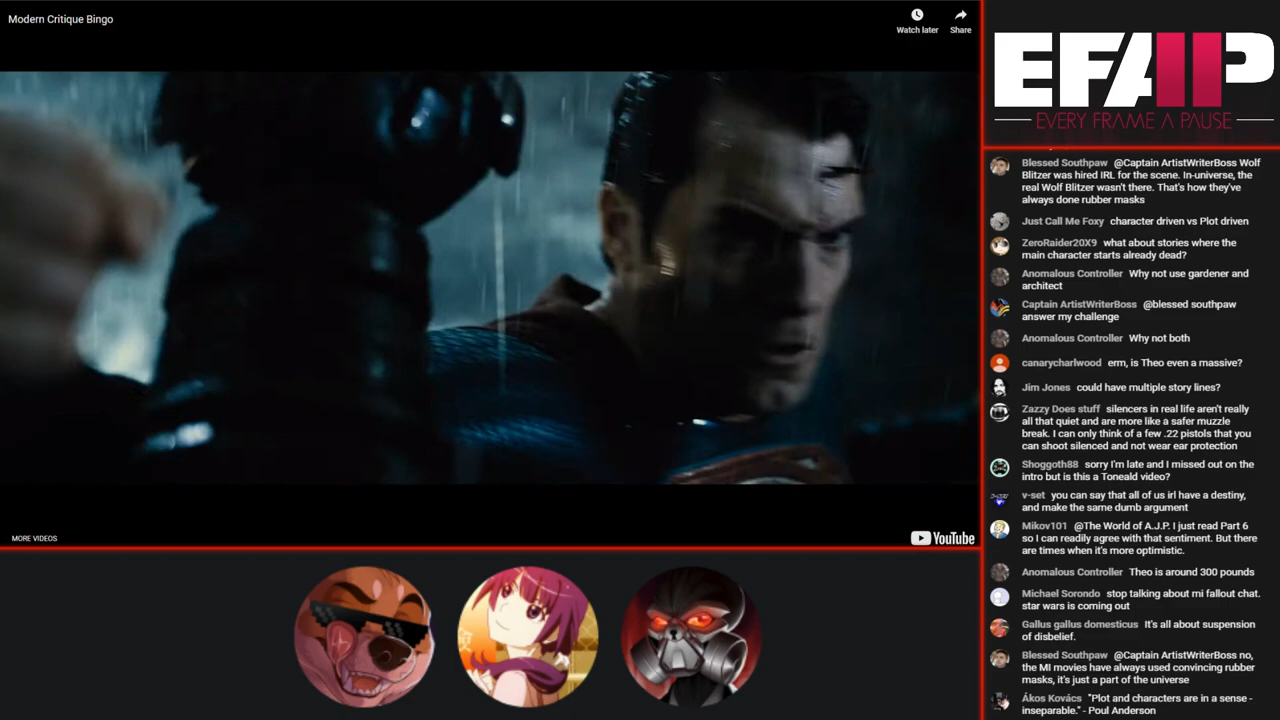 Modern Critique Bingo
Watch later
Share
MORE VIDEOS
YouTube
EFAP
EVERY FRAME A PAUSE
Blessed Southpaw @Captain ArtistWriterBoss Wolf
Blitzer was hired IRL for the scene. In-universe, the
real Wolf Blitzer wasn't there. That's how they've
always done rubber masks
Just Call Me Foxy character driven vs Plot driven
ZeroRaider20X9 what about stories where the
main character starts already dead?
Anomalous Controller Why not use gardener and
architect
Captain ArtistWriterBoss @blessed southpaw
answer my challenge
Anomalous Controller Why not both
canarycharlwood erm, is Theo even a massive?
Jim Jones could have multiple story lines?
Zazzy Does stuff silencers in real life aren't really
all that quiet and are more like a safer muzzle
break. I can only think of a few .22 pistols that you
can shoot silenced and not wear ear protection
Shoggoth88 sorry I'm late and I missed out on the
intro but is this a Toneald video?
v-set you can say that all of us irl have a destiny,
and make the same dumb argument
Mikov101 @The World of A.J.P. I just read Part 6
so I can readily agree with that sentiment. But there
are times when it's more optimistic.
Anomalous Controller Theo is around 300 pounds
Michael Sorondo stop talking about mi fallout chat.
star wars is coming out
Gallus gallus domesticus It's all about suspension
of disbelief.
Blessed Southpaw @Captain ArtistWriterBoss no,
the MI movies have always used convincing rubber
masks, it's just a part of the universe
Ákos Kovács "Plot and characters are in a sense -
inseparable." - Poul Anderson